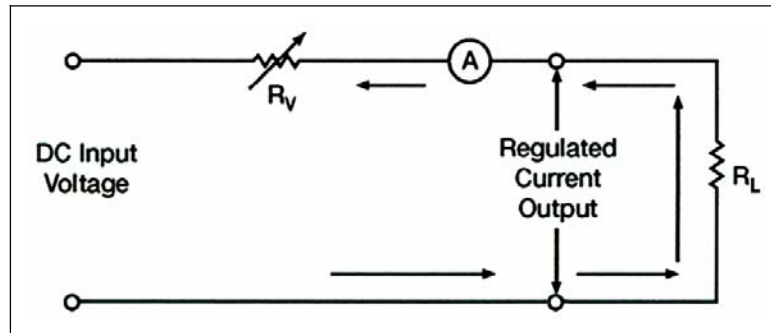 A
R_V
DC Input
Voltage
Regulated
Current
Output
R_L